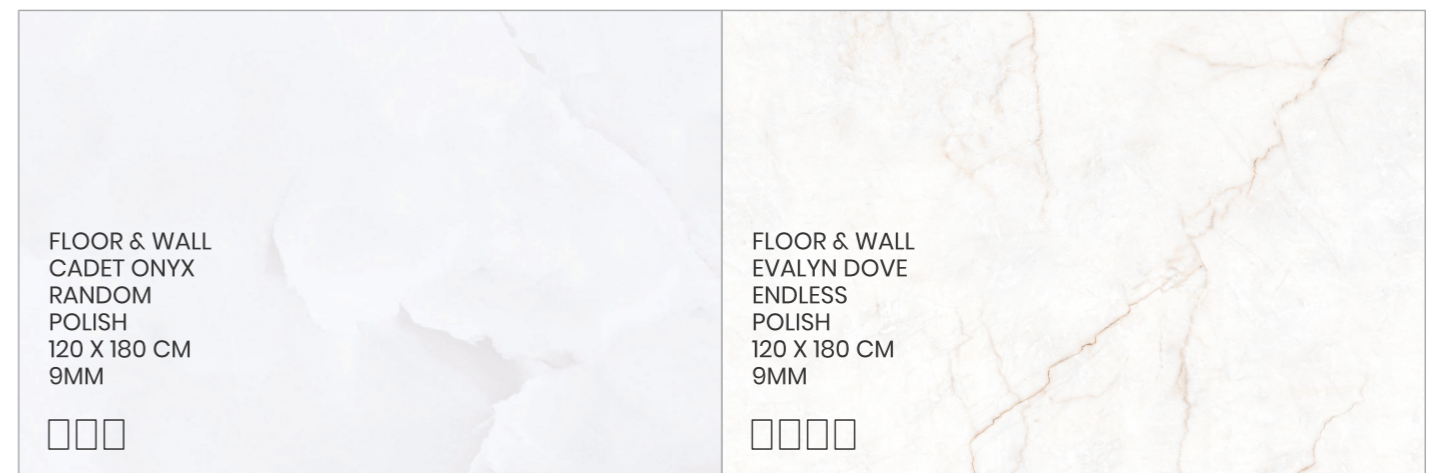 FLOOR & WALL
CADET ONYX
RANDOM
POLISH
120 X 180 CM
9MM
FLOOR & WALL
EVALYN DOVE
ENDLESS
POLISH
120 X 180 CM
9MM